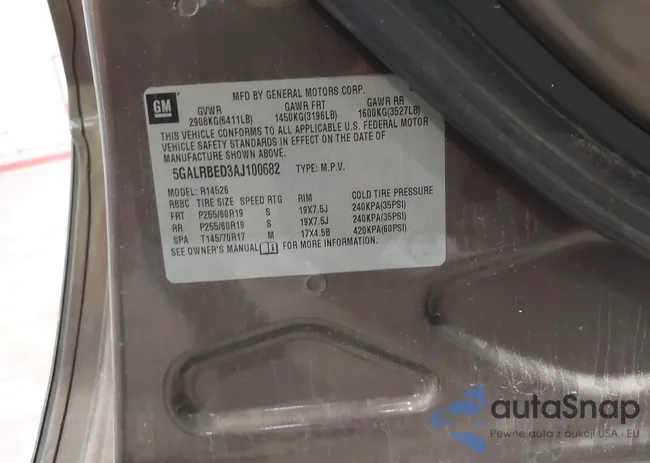 MFD BY GENERAL MOTORS CORP.
GM
GVWR GAWR FRT GAWR RR
2908KG(6411LB) 1450KG(3196LB) 1600KG(3527LB)
THIS VEHICLE CONFORMS TO ALL APPLICABLE U.S. FEDERAL MOTOR
VEHICLE SAFETY STANDARDS IN EFFECT ON THE DATE OF
MANUFACTURE SHOWN ABOVE.
5GALRBED3AJ100682 TYPE: M.P.V.
MODEL: R14526
RBBC TIRE SIZE SPEED RTG RIM COLD TIRE PRESSURE
FRT P255/60R19 S 19X7.5J 240KPA(35PSI)
RR P255/60R19 S 19X7.5J 240KPA(35PSI)
SPA T145/70R17 M 17X4.5B 420KPA(60PSI)
SEE OWNER'S MANUAL FOR MORE INFORMATION.
autaSnap
Pewne auta z aukcji USA i EU